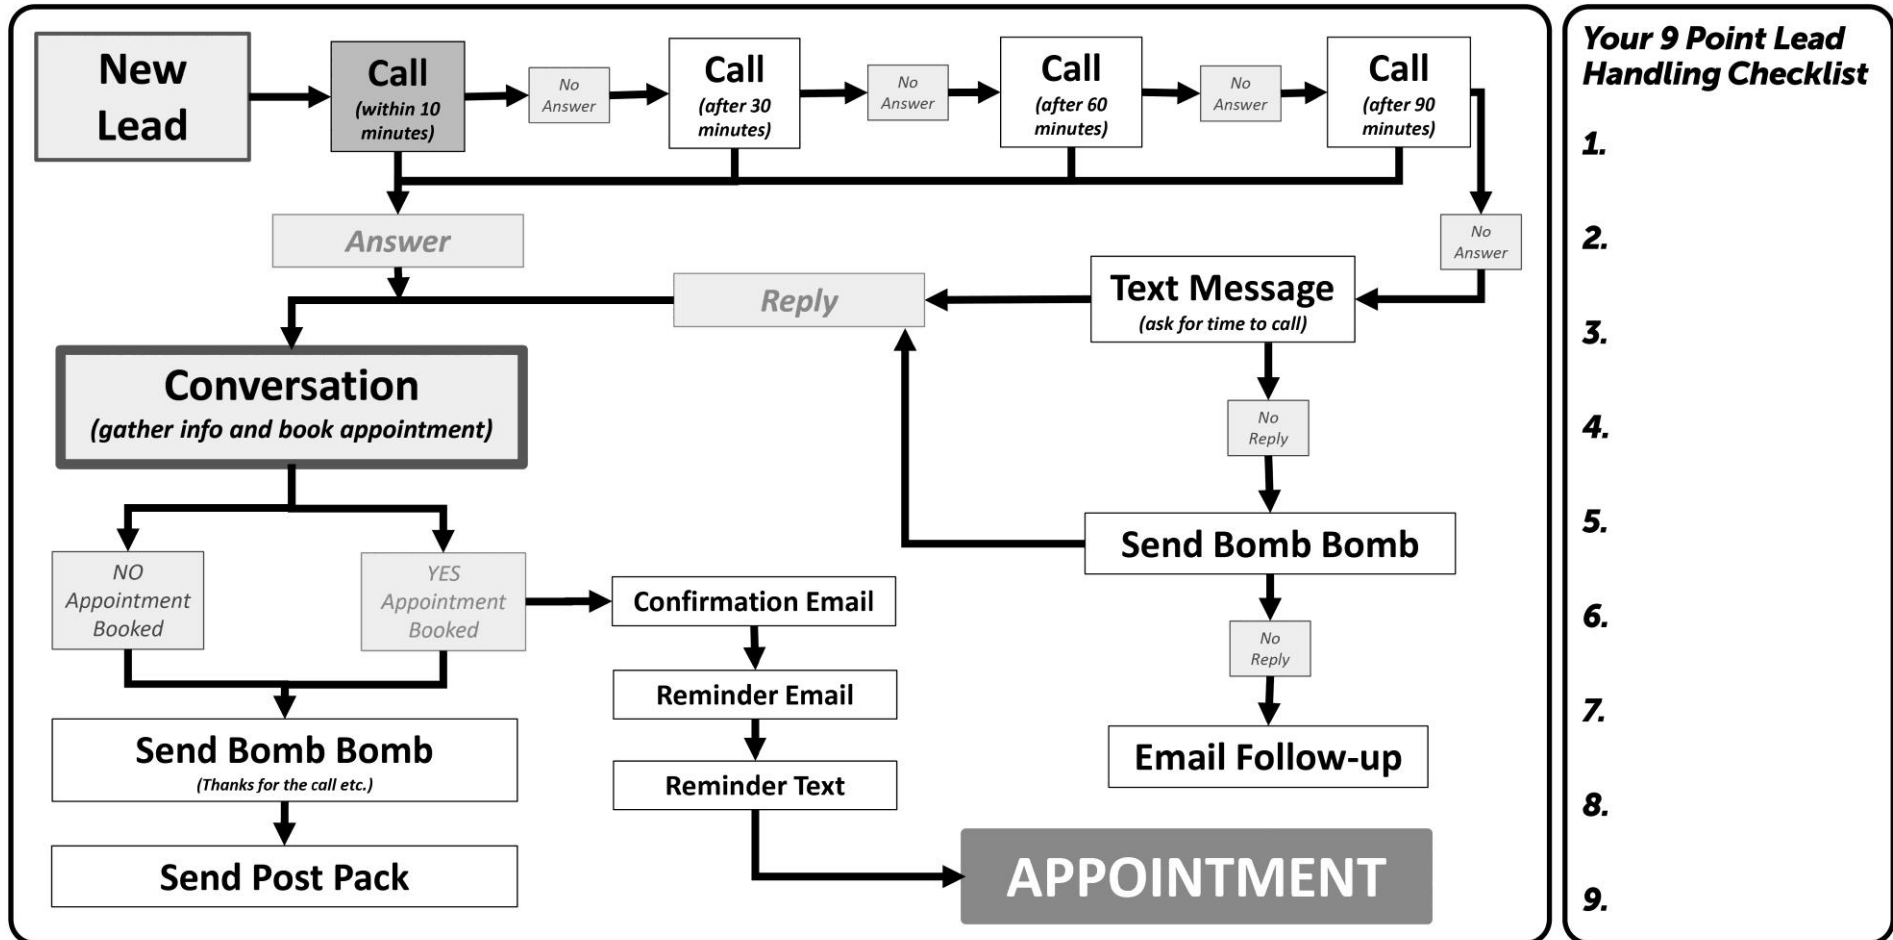 New
Lead
Call
(within 10
minutes)
No
Answer
Call
(after 30
minutes)
No
Answer
Call
(after 60
minutes)
No
Answer
Call
(after 90
minutes)
No
Answer
Answer
Reply
Text Message
(ask for time to call)
Conversation
(gather info and book appointment)
No
Reply
Send Bomb Bomb
NO
Appointment
Booked
YES
Appointment
Booked
Confirmation Email
No
Reply
Reminder Email
Send Bomb Bomb
(Thanks for the call etc.)
Reminder Text
Email Follow-up
Send Post Pack
APPOINTMENT
Your 9 Point Lead
Handling Checklist
1.
2.
3.
4.
5.
6.
7.
8.
9.